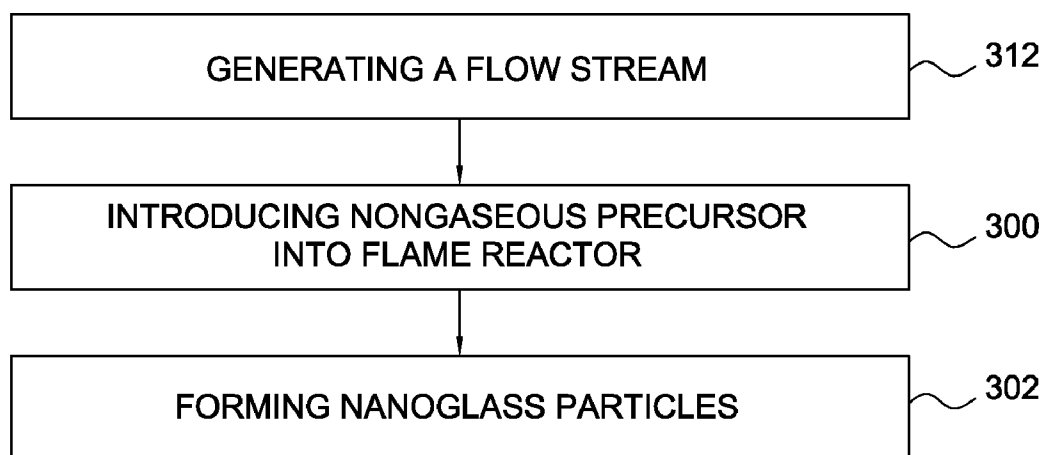 GENERATING A FLOW STREAM
312
INTRODUCING NONGASEOUS PRECURSOR
INTO FLAME REACTOR
300
FORMING NANOGLASS PARTICLES
302